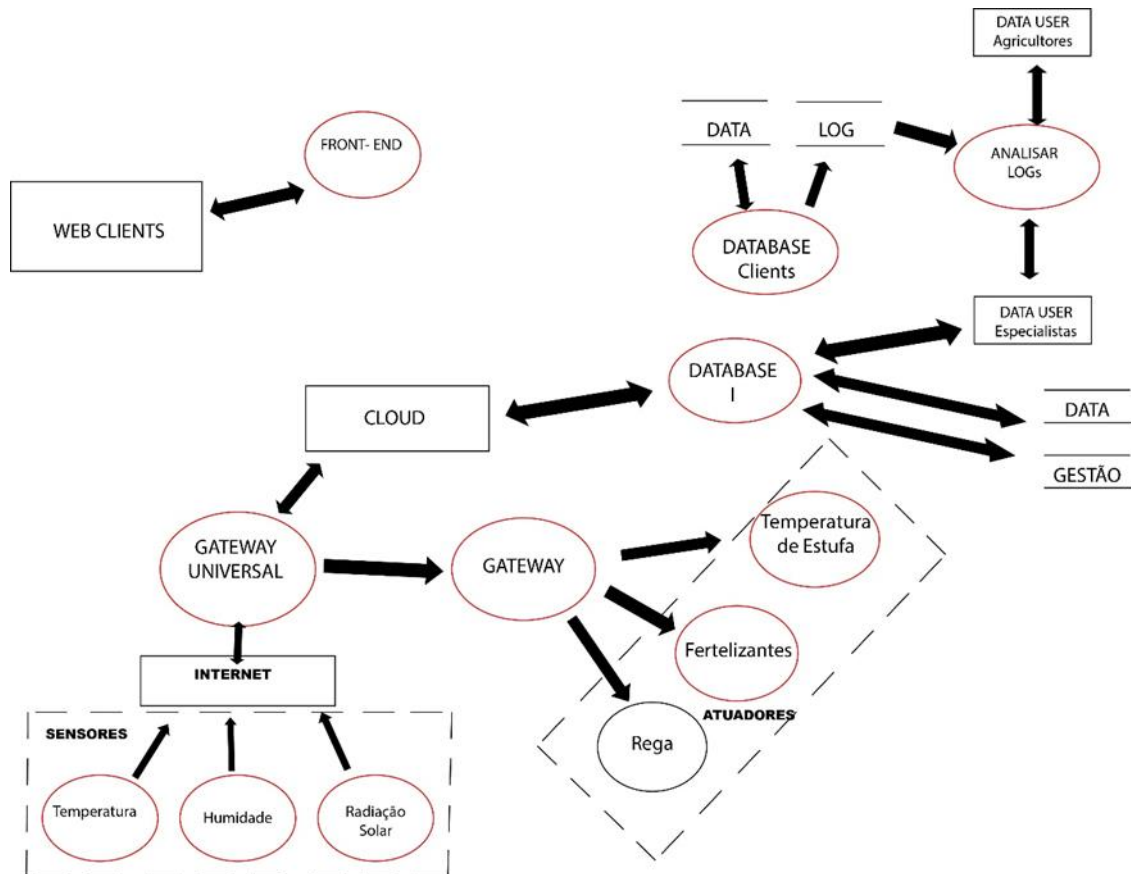 DATA USER
Agricultores
DATA
LOG
FRONT- END
ANALISAR
LOGs
WEB CLIENTS
DATABASE
Clients
DATA USER
Especialistas
DATABASE
I
CLOUD
DATA
GESTÃO
Temperatura
de Estufa
GATEWAY
UNIVERSAL
GATEWAY
Fertelizantes
INTERNET
ATUADORES
SENSORES
Rega
Temperatura
Humidade
Radiação
Solar